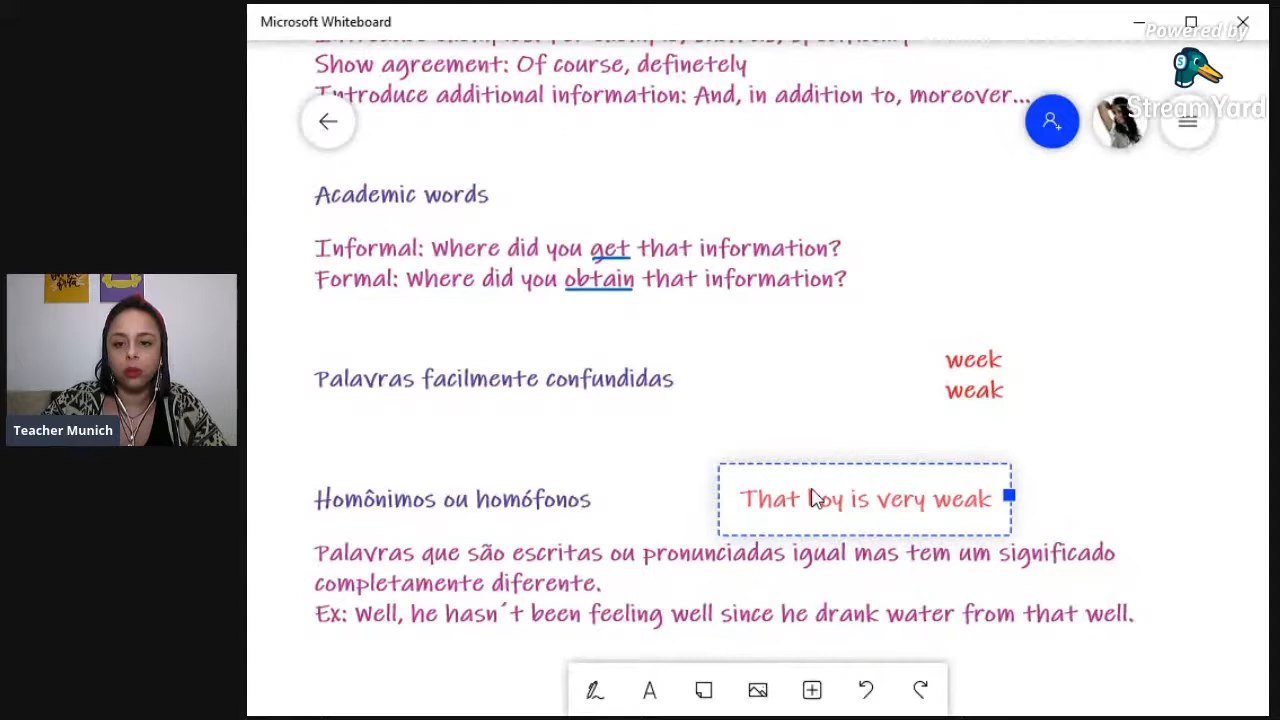 Microsoft Whiteboard
Powered by
StreamYard
Show agreement: Of course, definetely
Introduce additional information: And, in addition to, moreover...
Academic words
Informal: Where did you get that information?
Formal: Where did you obtain that information?
week
weak
Palavras facilmente confundidas
Teacher Munich
Homônimos ou homófonos
That boy is very weak
Palavras que são escritas ou pronunciadas igual mas tem um significado
completamente diferente.
Ex: Well, he hasn´t been feeling well since he drank water from that well.